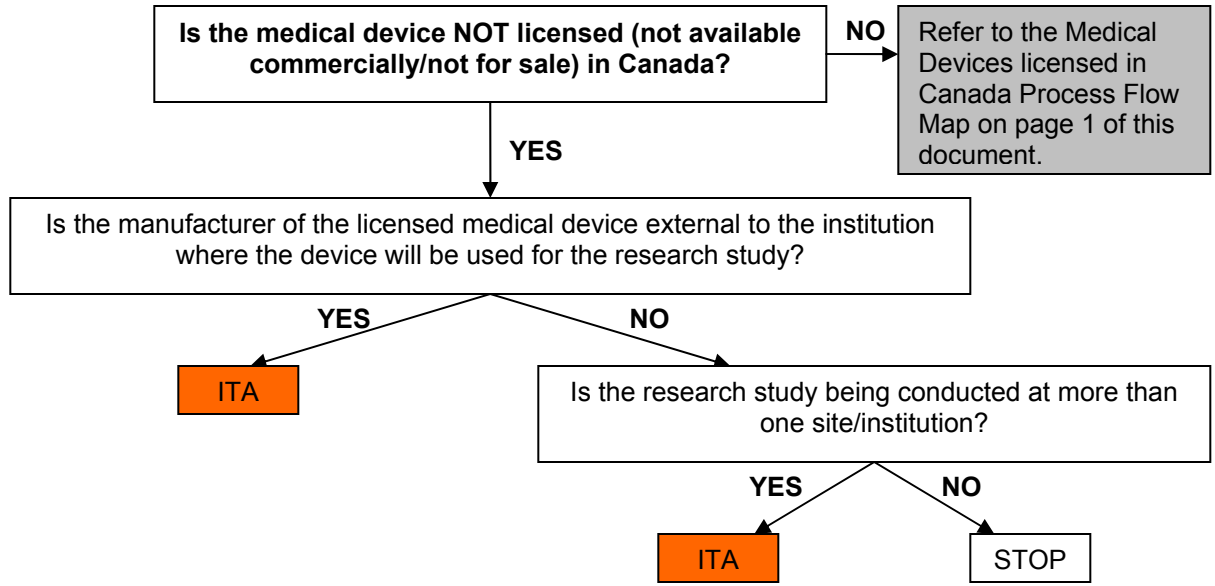 Is the medical device NOT licensed (not available
commercially/not for sale) in Canada?
NO
Refer to the Medical
Devices licensed in
Canada Process Flow
Map on page 1 of this
document.
YES
Is the manufacturer of the licensed medical device external to the institution
where the device will be used for the research study?
YES
NO
ITA
Is the research study being conducted at more than
one site/institution?
YES
NO
ITA
STOP